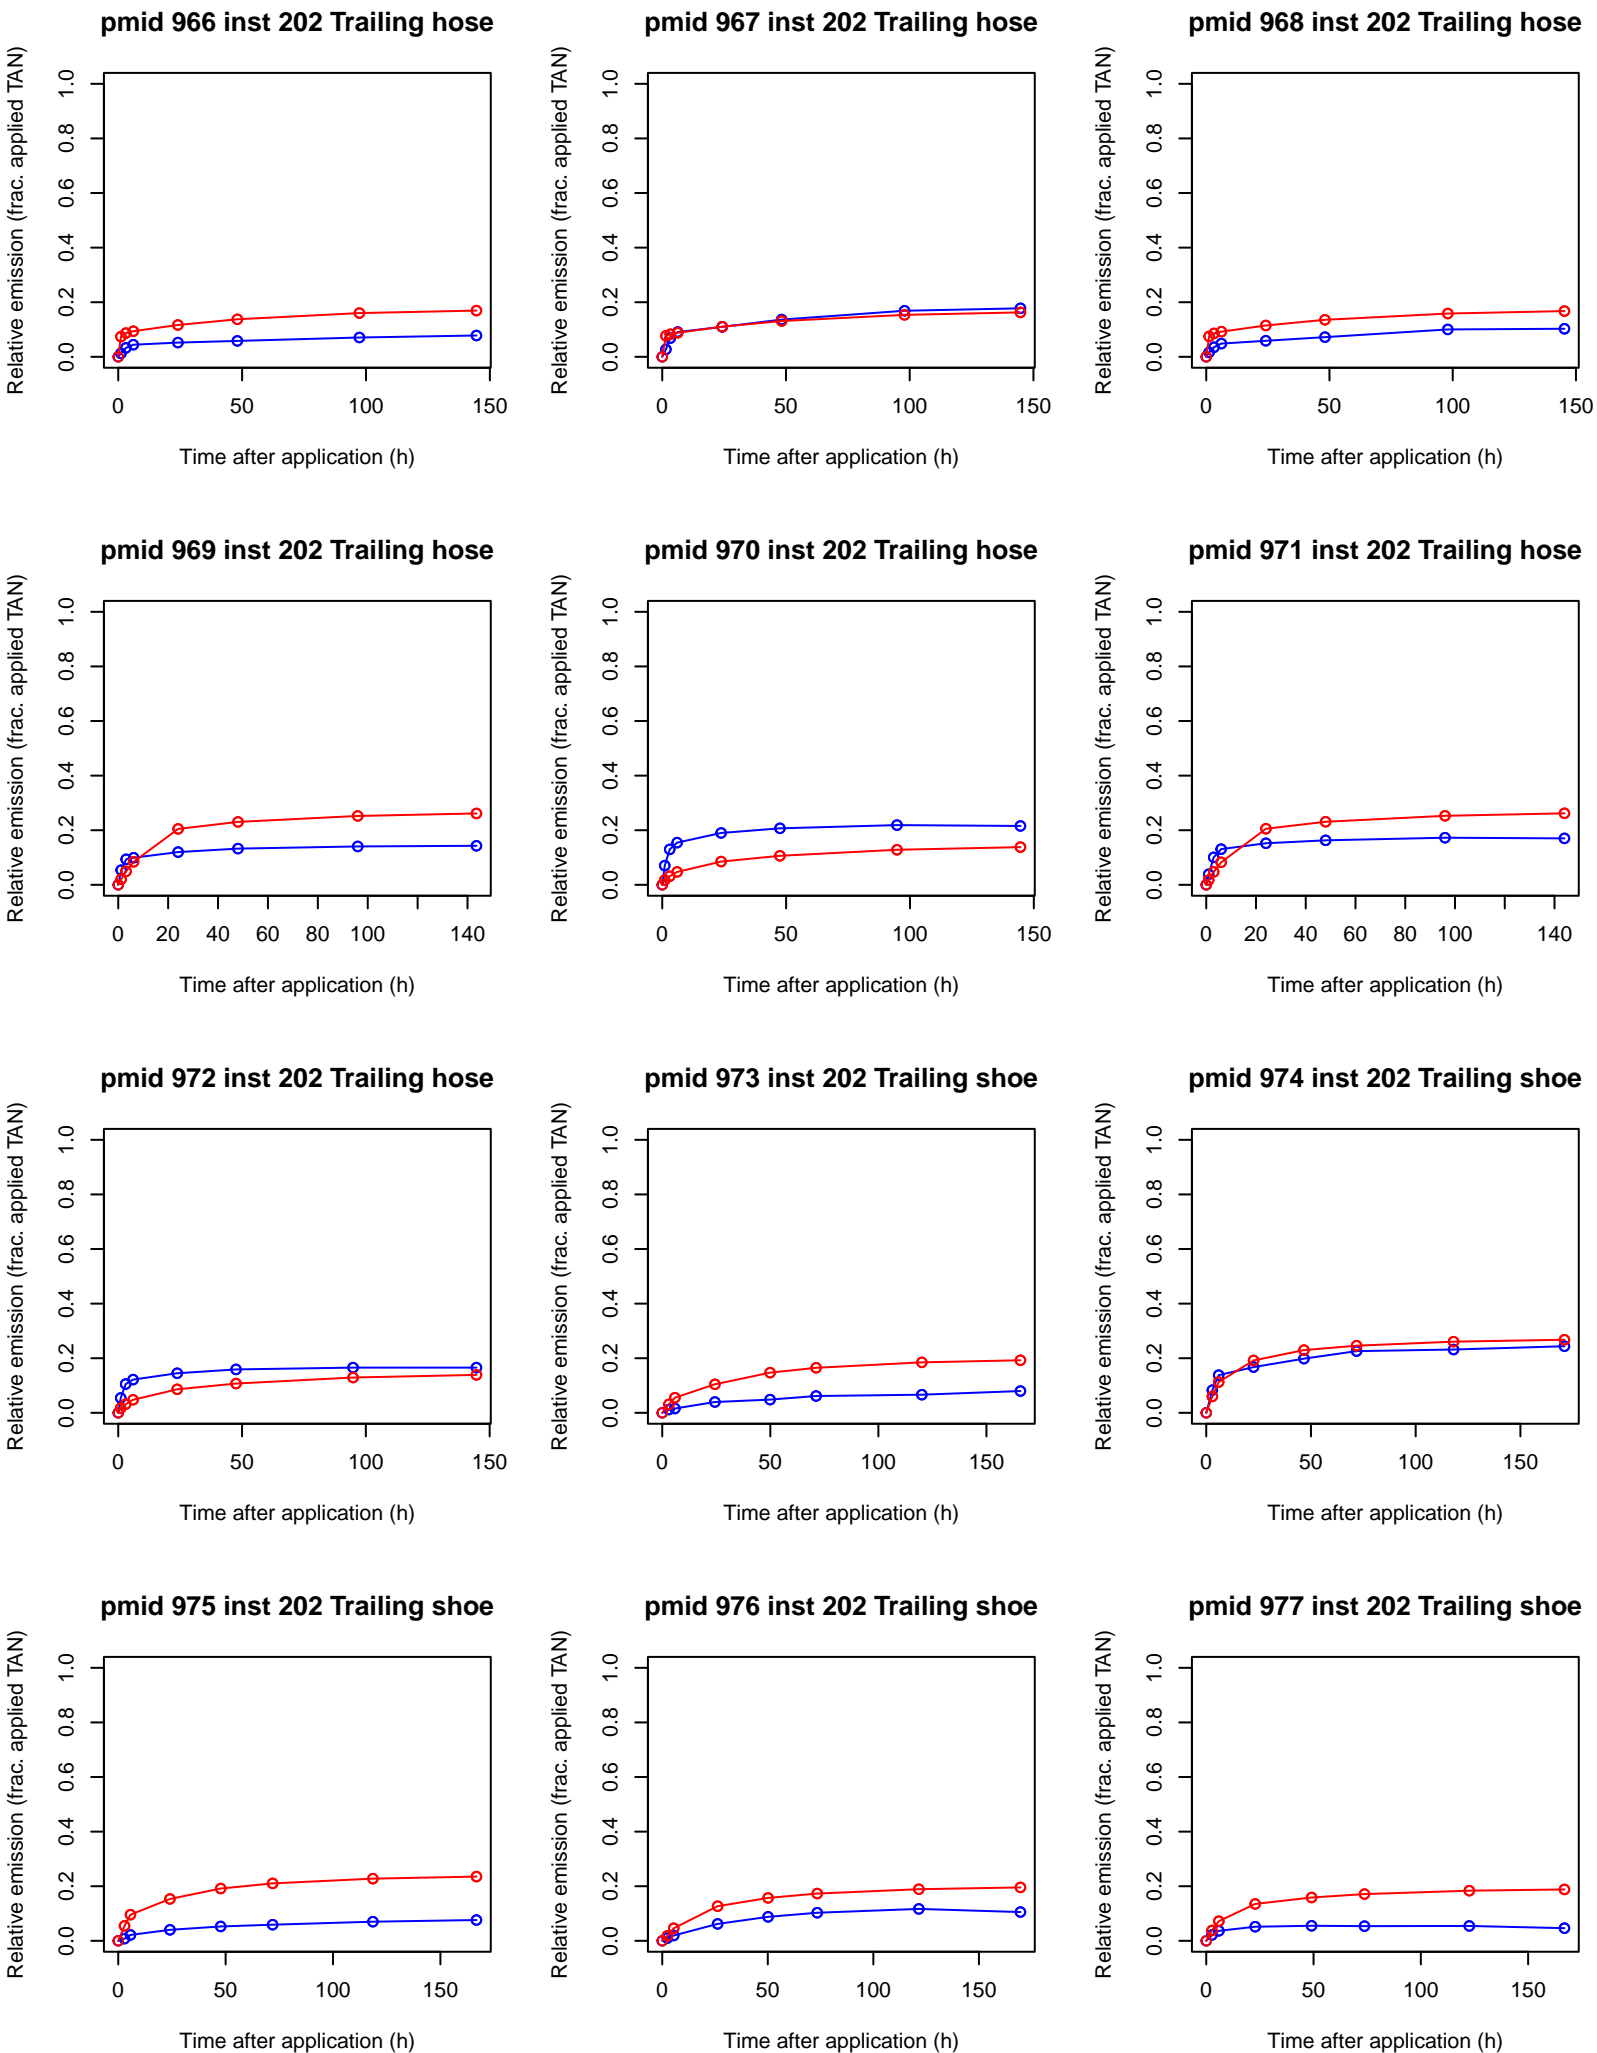 pmid 966 inst 202 Trailing hose
Relative emission (frac. applied TAN)
1.0
0.8
0.6
0.4
0.2
0.0
0 50 100 150
Time after application (h)
pmid 967 inst 202 Trailing hose
Relative emission (frac. applied TAN)
1.0
0.8
0.6
0.4
0.2
0.0
0 50 100 150
Time after application (h)
pmid 968 inst 202 Trailing hose
Relative emission (frac. applied TAN)
1.0
0.8
0.6
0.4
0.2
0.0
0 50 100 150
Time after application (h)
pmid 969 inst 202 Trailing hose
Relative emission (frac. applied TAN)
1.0
0.8
0.6
0.4
0.2
0.0
0 20 40 60 80 100 140
Time after application (h)
pmid 970 inst 202 Trailing hose
Relative emission (frac. applied TAN)
1.0
0.8
0.6
0.4
0.2
0.0
0 50 100 150
Time after application (h)
pmid 971 inst 202 Trailing hose
Relative emission (frac. applied TAN)
1.0
0.8
0.6
0.4
0.2
0.0
0 20 40 60 80 100 140
Time after application (h)
pmid 972 inst 202 Trailing hose
Relative emission (frac. applied TAN)
1.0
0.8
0.6
0.4
0.2
0.0
0 50 100 150
Time after application (h)
pmid 973 inst 202 Trailing shoe
Relative emission (frac. applied TAN)
1.0
0.8
0.6
0.4
0.2
0.0
0 50 100 150
Time after application (h)
pmid 974 inst 202 Trailing shoe
Relative emission (frac. applied TAN)
1.0
0.8
0.6
0.4
0.2
0.0
0 50 100 150
Time after application (h)
pmid 975 inst 202 Trailing shoe
Relative emission (frac. applied TAN)
1.0
0.8
0.6
0.4
0.2
0.0
0 50 100 150
Time after application (h)
pmid 976 inst 202 Trailing shoe
Relative emission (frac. applied TAN)
1.0
0.8
0.6
0.4
0.2
0.0
0 50 100 150
Time after application (h)
pmid 977 inst 202 Trailing shoe
Relative emission (frac. applied TAN)
1.0
0.8
0.6
0.4
0.2
0.0
0 50 100 150
Time after application (h)